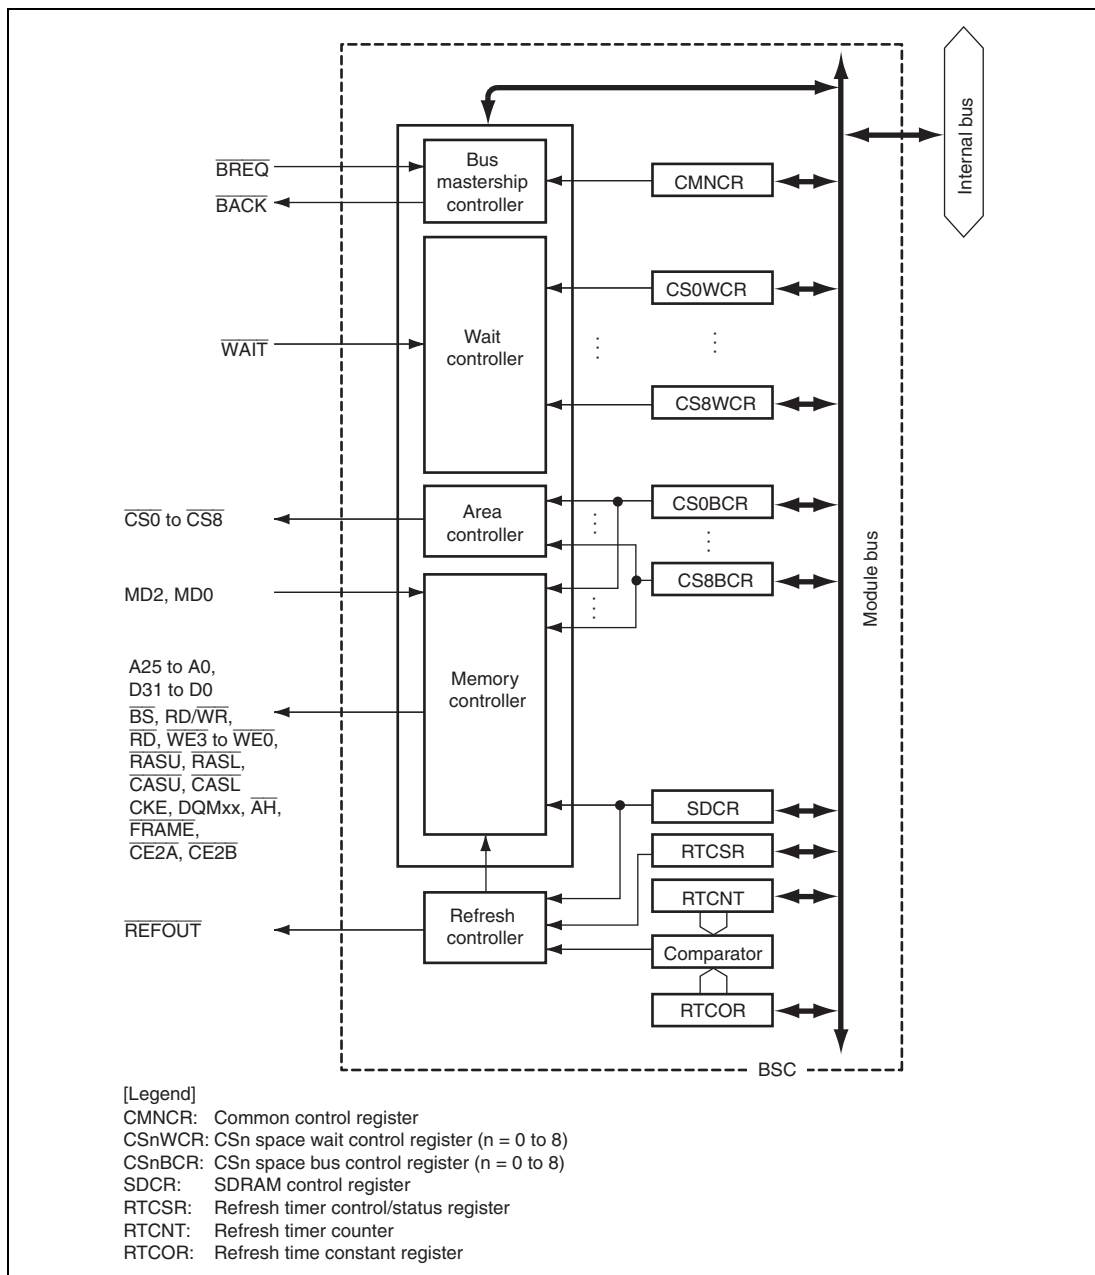 Internal bus
BREQ
BACK
Bus
mastership
controller
CMNCR
CS0WCR
WAIT
Wait
controller
CS8WCR
CS0 to CS8
Area
controller
CS0BCR
CS8BCR
Module bus
MD2, MD0
A25 to A0,
D31 to D0
BS, RD/WR,
RD, WE3 to WE0,
RASU, RASL,
CASU, CASL
CKE, DQMxx, AH,
FRAME,
CE2A, CE2B
Memory
controller
SDCR
RTCSR
RTCNT
REFOUT
Refresh
controller
Comparator
RTCOR
BSC
[Legend]
CMNCR: Common control register
CSnWCR: CSn space wait control register (n = 0 to 8)
CSnBCR: CSn space bus control register (n = 0 to 8)
SDCR: SDRAM control register
RTCSR: Refresh timer control/status register
RTCNT: Refresh timer counter
RTCOR: Refresh time constant register